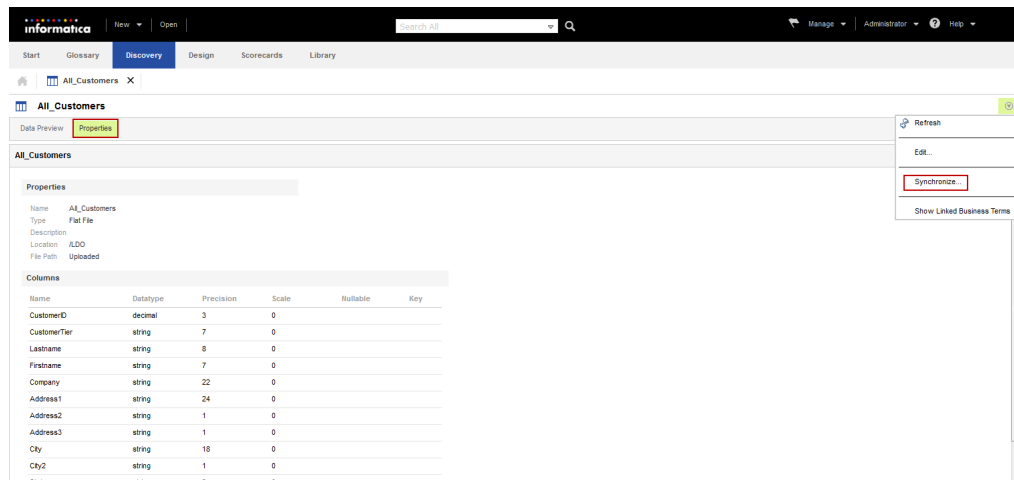 informatica New Open Search All Manage Administrator ? Help
Start Glossary Discovery Design Scorecards Library
All_Customers X
All_Customers
Data Preview Properties
Refresh
Edit...
Synchronize...
Show Linked Business Terms
All_Customers
Properties
Name All_Customers
Type Flat File
Description
Location /LDO
File Path Uploaded
Columns
Name Datatype Precision Scale Nullable Key
CustomerID decimal 3 0
CustomerTier string 7 0
Lastname string 8 0
Firstname string 7 0
Company string 22 0
Address1 string 24 0
Address2 string 1 0
Address3 string 1 0
City string 18 0
City2 string 1 0